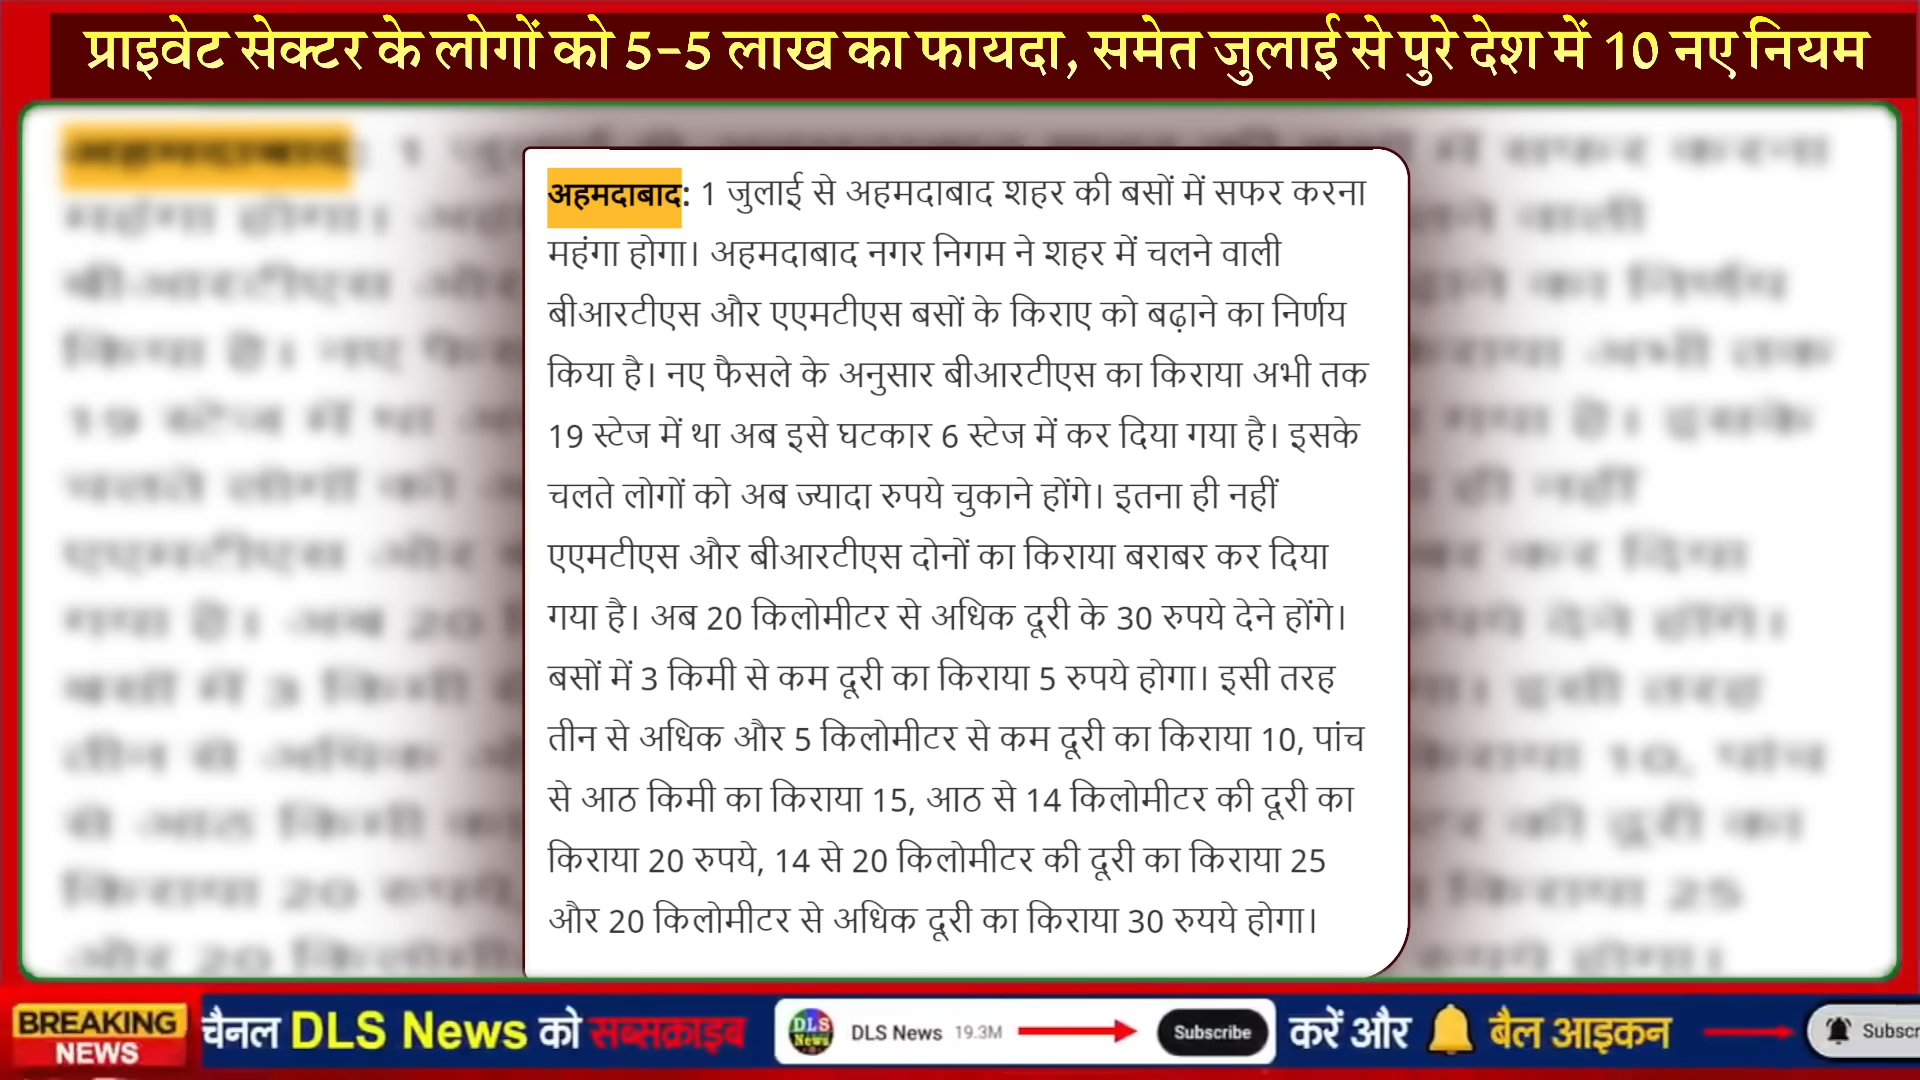 प्राइवेट सेक्टर के लोगों को 5-5 लाख का फायदा, समेत जुलाई से पुरे देश में 10 नए नियम
अहमदाबाद: 1 जुलाई से अहमदाबाद शहर की बसों में सफर करना
महंगा होगा। अहमदाबाद नगर निगम ने शहर में चलने वाली
बीआरटीएस और एएमटीएस बसों के किराए को बढ़ाने का निर्णय
किया है। नए फैसले के अनुसार बीआरटीएस का किराया अभी तक
19 स्टेज में था अब इसे घटकार 6 स्टेज में कर दिया गया है। इसके
चलते लोगों को अब ज्यादा रुपये चुकाने होंगे। इतना ही नहीं
एएमटीएस और बीआरटीएस दोनों का किराया बराबर कर दिया
गया है। अब 20 किलोमीटर से अधिक दूरी के 30 रुपये देने होंगे।
बसों में 3 किमी से कम दूरी का किराया 5 रुपये होगा। इसी तरह
तीन से अधिक और 5 किलोमीटर से कम दूरी का किराया 10, पांच
से आठ किमी का किराया 15, आठ से 14 किलोमीटर की दूरी का
किराया 20 रुपये, 14 से 20 किलोमीटर की दूरी का किराया 25
और 20 किलोमीटर से अधिक दूरी का किराया 30 रुयये होगा।
BREAKING
NEWS
चैनल DLS News को सब्सक्राइब DLS News DLS News 19.3M Subscribe करें और बैल आइकन Subscr